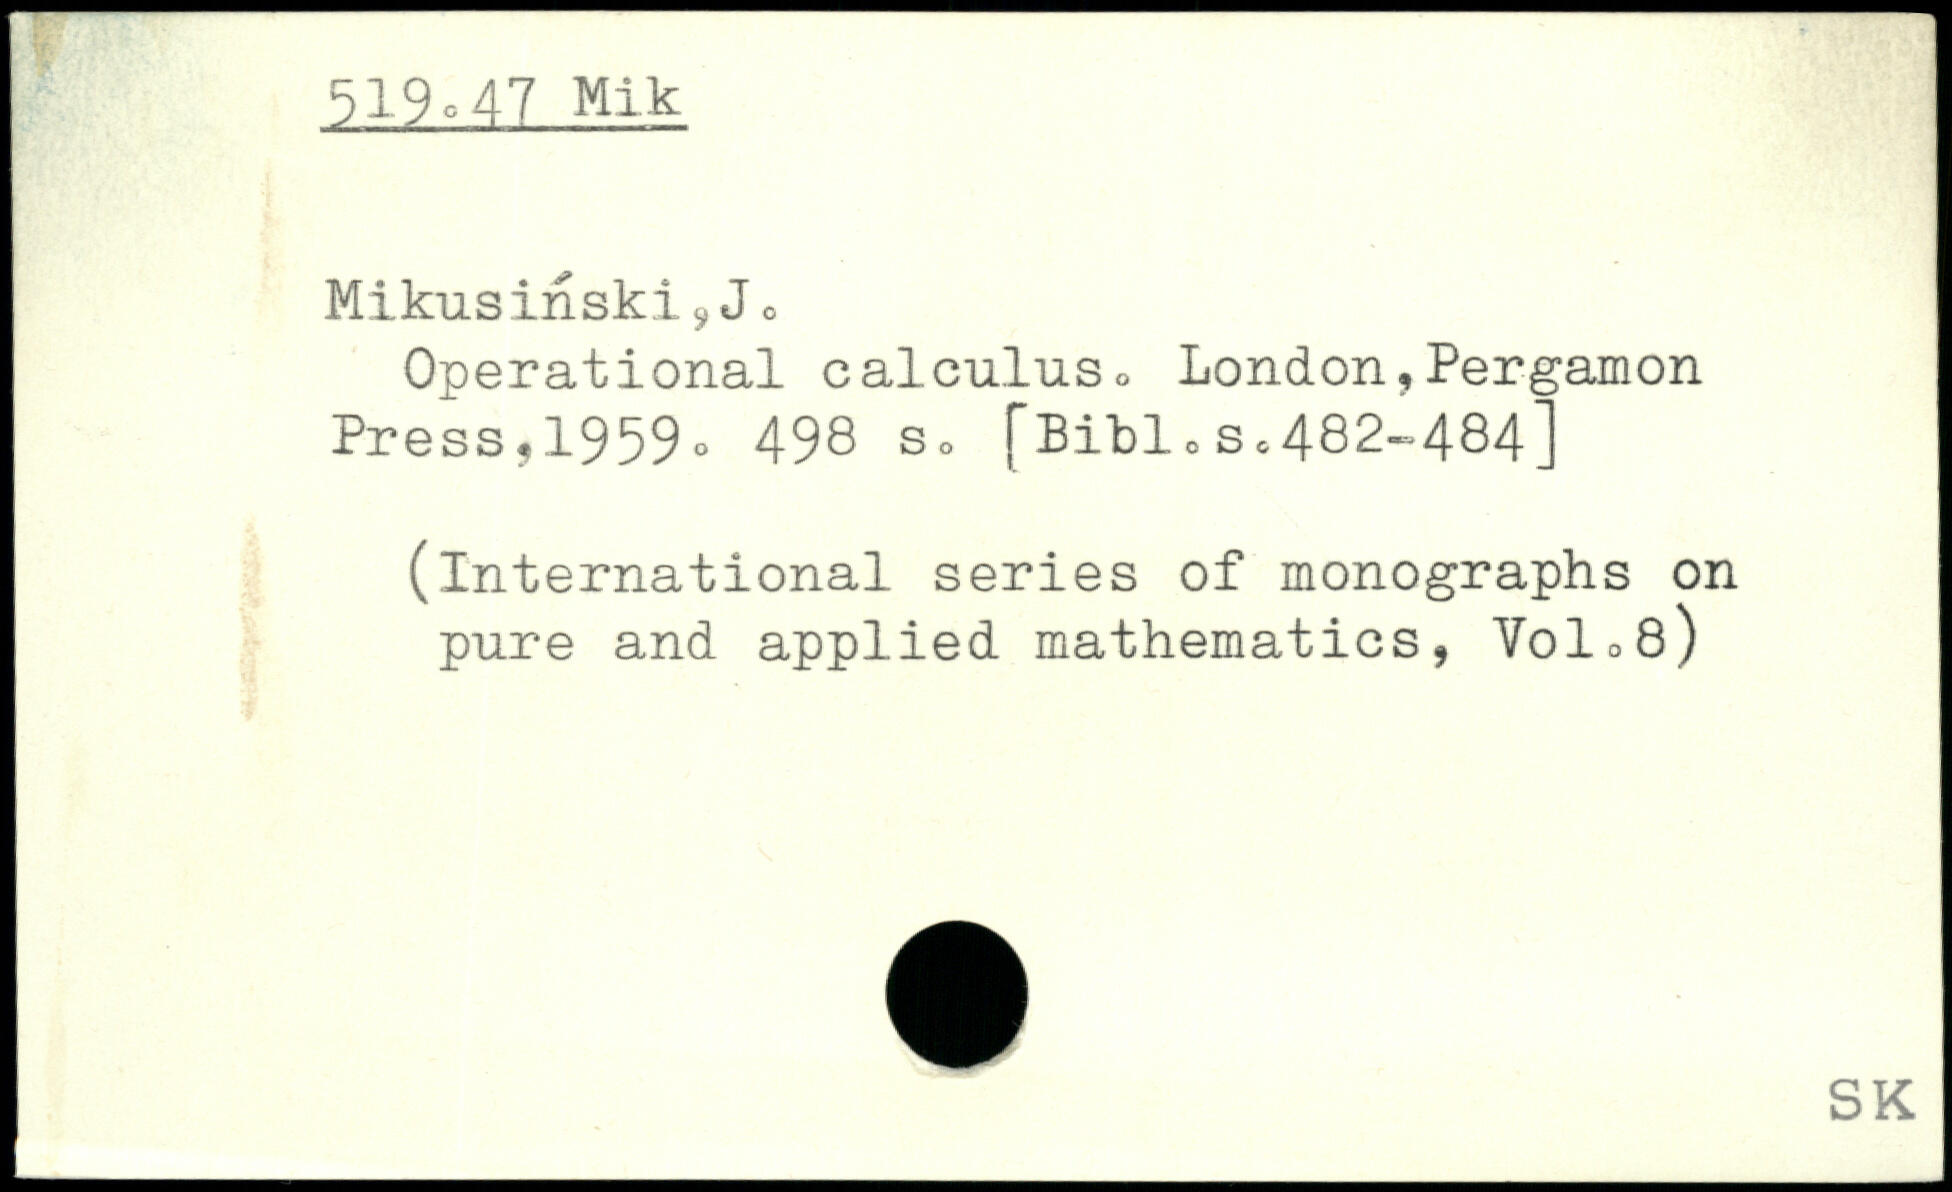 519.47 Mik
Mikusiński,J.
Operational calculus. London,Pergamon
Press,1959. 498 s. [Bibl.s.482-484]
(International series of monographs on
pure and applied mathematics, Vol.8)
SK